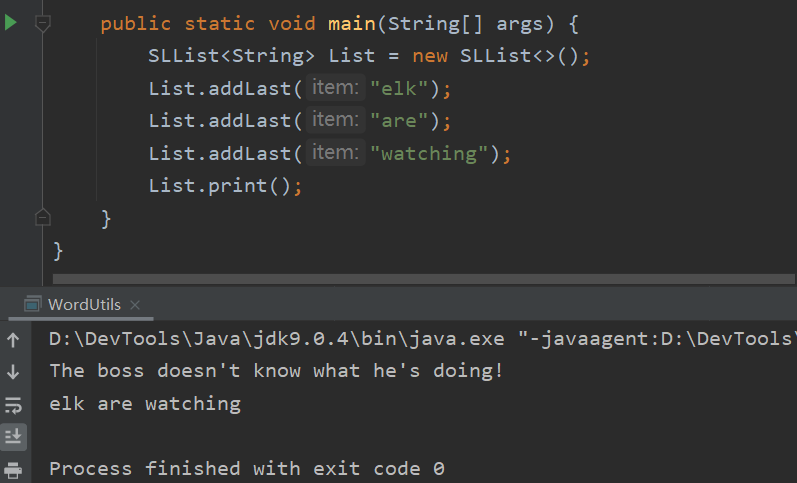 public static void main(String[] args) {
SLList<String> List = new SLList<>();
List.addLast( item: "elk");
List.addLast( item: "are");
List.addLast( item: "watching");
List.print();
}
}
WordUtils ×
D:\DevTools\Java\jdk9.0.4\bin\java.exe "-javaagent:D:\DevTools\
The boss doesn't know what he's doing!
elk are watching
Process finished with exit code 0